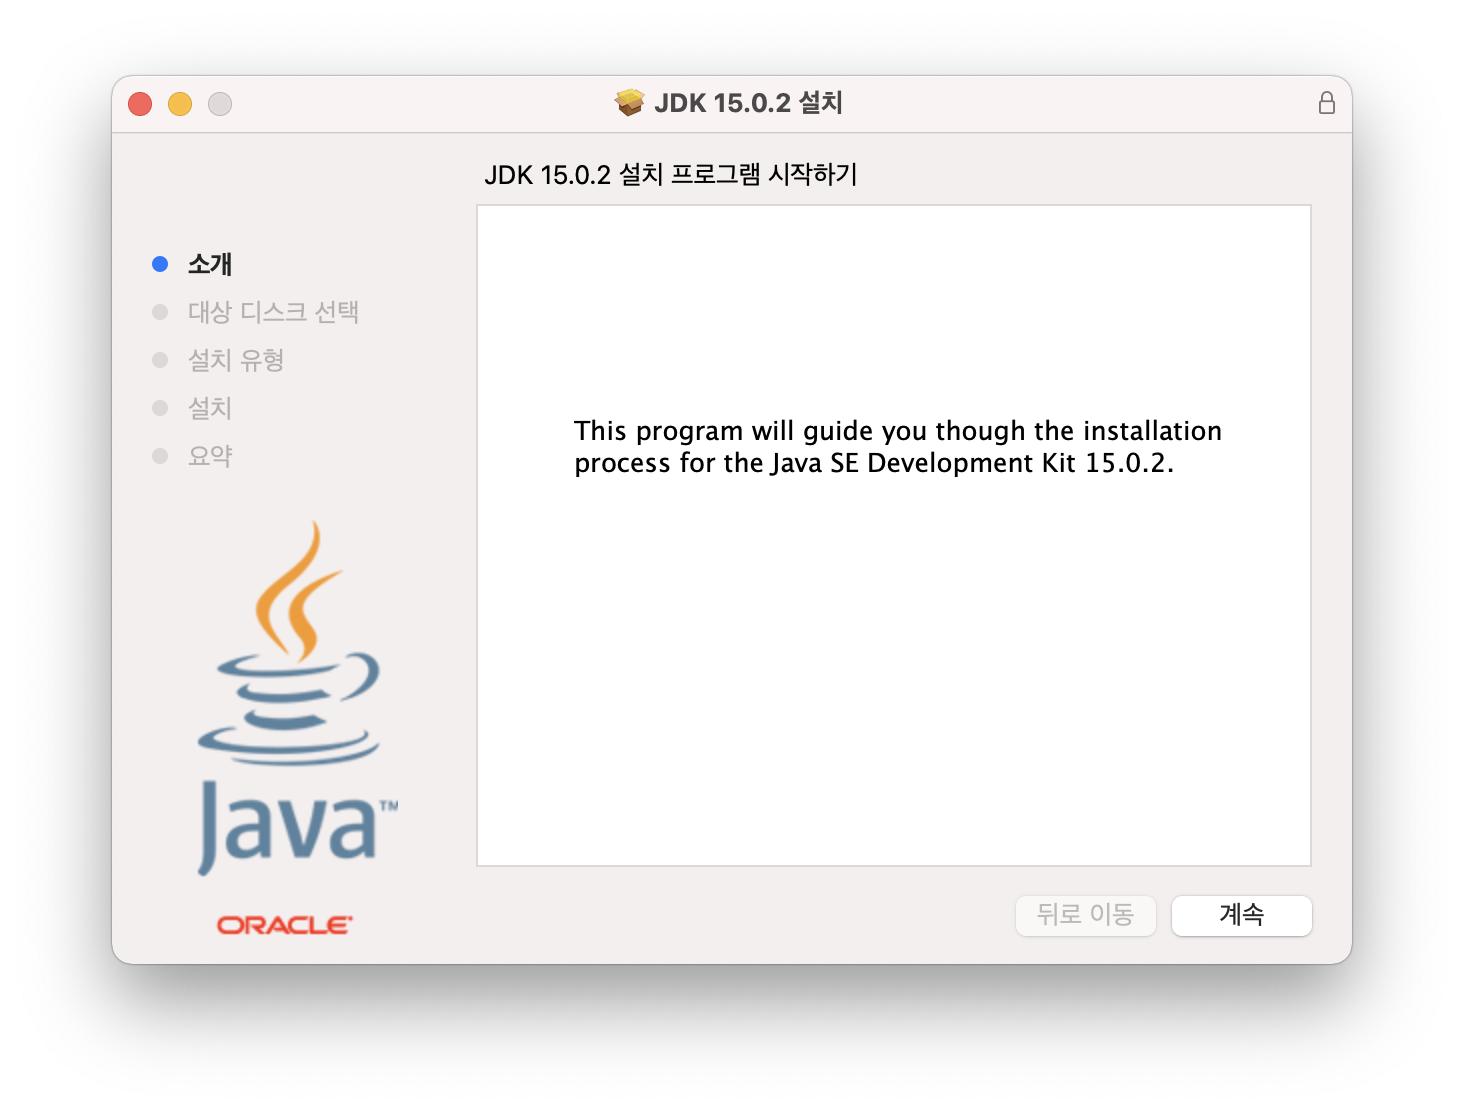 JDK 15.0.2 설치
JDK 15.0.2 설치 프로그램 시작하기
소개
대상 디스크 선택
설치 유형
설치
요약
This program will guide you though the installation
process for the Java SE Development Kit 15.0.2.
Java™
ORACLE
뒤로 이동
계속